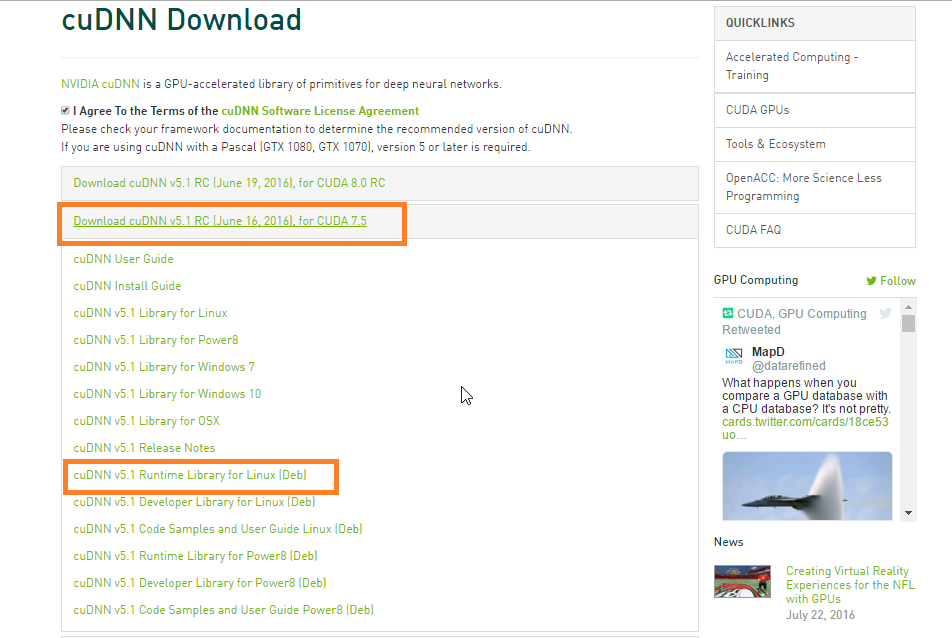 cuDNN Download
NVIDIA cuDNN is a GPU-accelerated library of primitives for deep neural networks.
I Agree To the Terms of the cuDNN Software License Agreement
Please check your framework documentation to determine the recommended version of cuDNN.
If you are using cuDNN with a Pascal (GTX 1080, GTX 1070), version 5 or later is required.
Download cuDNN v5.1 RC (June 19, 2016), for CUDA 8.0 RC
Download cuDNN v5.1 RC (June 16, 2016), for CUDA 7.5
cuDNN User Guide
cuDNN Install Guide
cuDNN v5.1 Library for Linux
cuDNN v5.1 Library for Power8
cuDNN v5.1 Library for Windows 7
cuDNN v5.1 Library for Windows 10
cuDNN v5.1 Library for OSX
cuDNN v5.1 Release Notes
cuDNN v5.1 Runtime Library for Linux (Deb)
cuDNN v5.1 Developer Library for Linux (Deb)
cuDNN v5.1 Code Samples and User Guide Linux (Deb)
cuDNN v5.1 Runtime Library for Power8 (Deb)
cuDNN v5.1 Developer Library for Power8 (Deb)
cuDNN v5.1 Code Samples and User Guide Power8 (Deb)
QUICKLINKS
Accelerated Computing -
Training
CUDA GPUs
Tools & Ecosystem
OpenACC: More Science Less
Programming
CUDA FAQ
GPU Computing
Follow
CUDA, GPU Computing
Retweeted
MAPD
MapD
@datarefined
What happens when you
compare a GPU database with
a CPU database? It's not pretty.
cards.twitter.com/cards/18ce53
uo…
News
Creating Virtual Reality
Experiences for the NFL
with GPUs
July 22, 2016